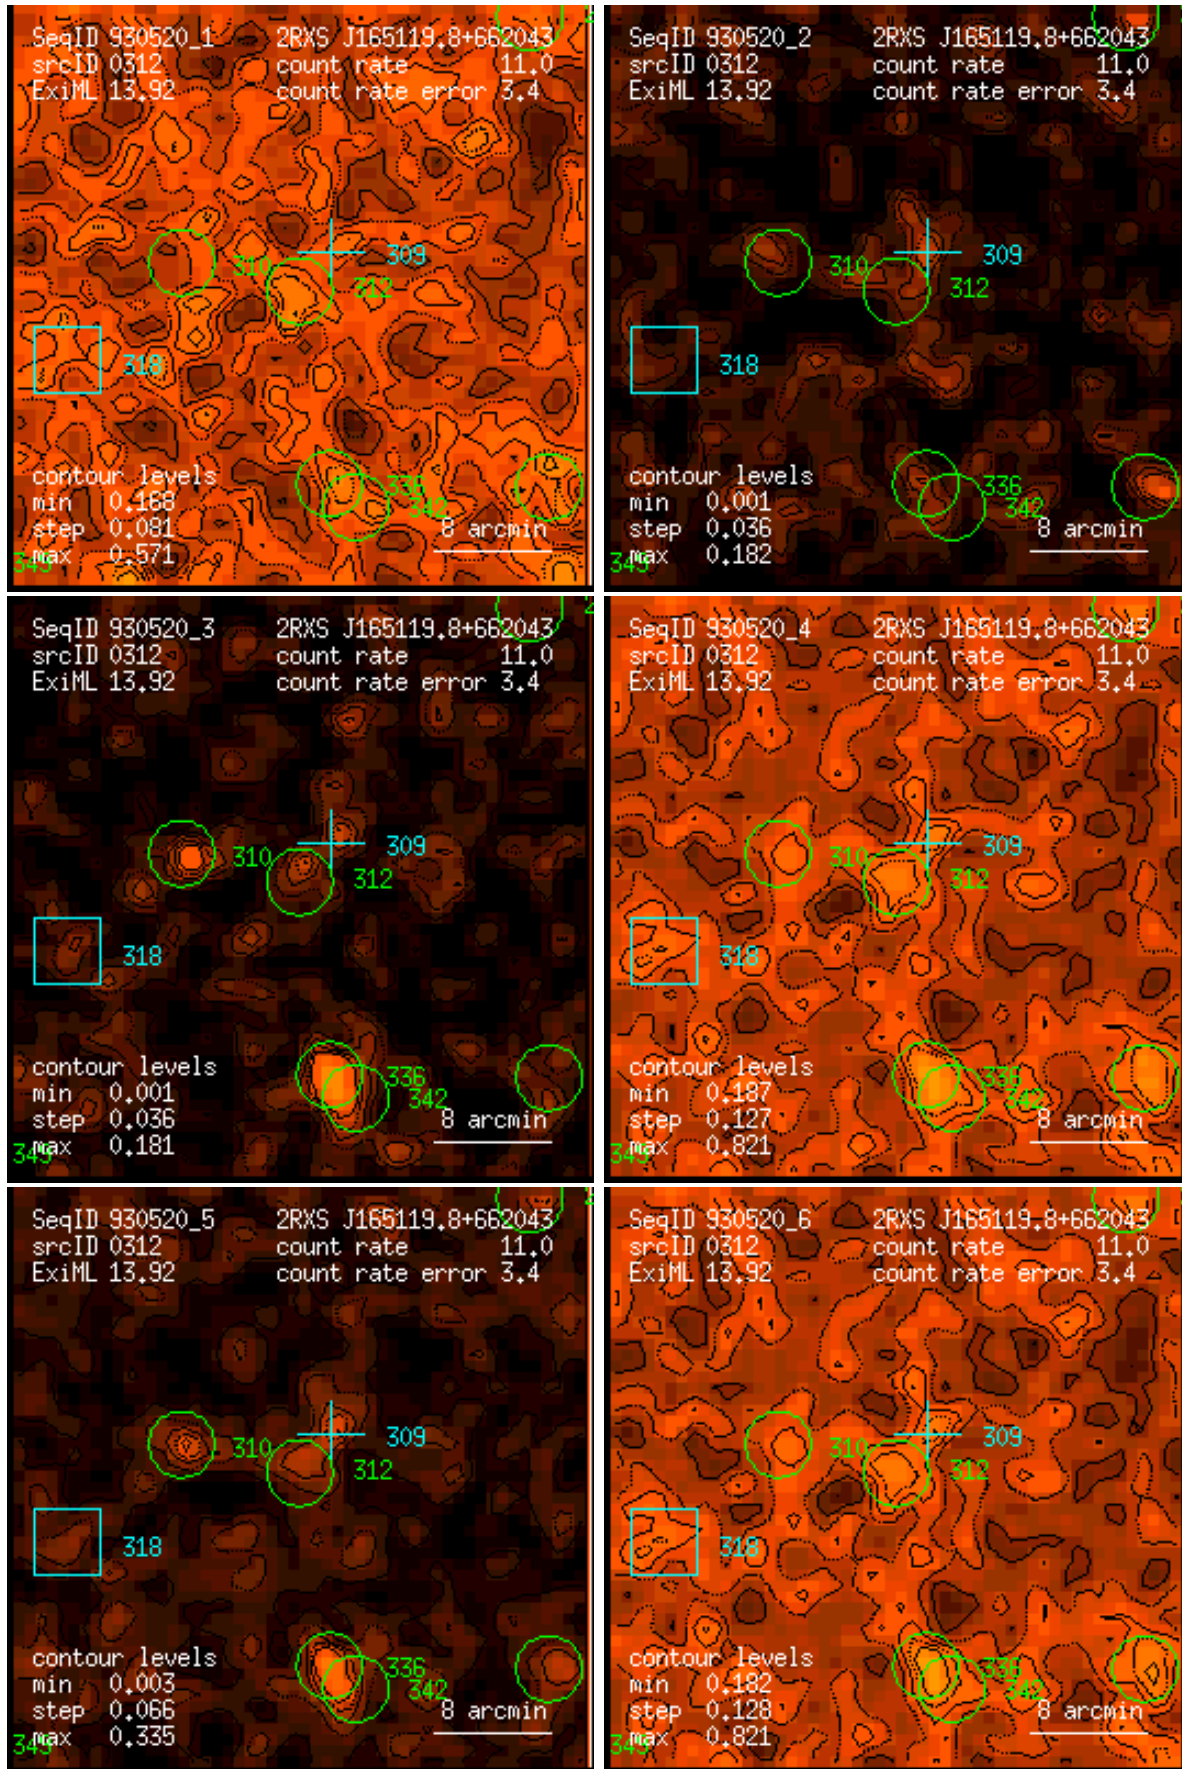 SeqID 930520_1 2RXS J165119.8+662043
srcID 0312 count rate 11.0
ExiML 13.92 count rate error 3.4
309
310
312
318
contour levels
336
min 0.168
342
step 0.081 8 arcmin
max 0.571
SeqID 930520_2 2RXS J165119.8+662043
srcID 0312 count rate 11.0
ExiML 13.92 count rate error 3.4
309
310
312
318
contour levels
336
min 0.001
342
step 0.036 8 arcmin
max 0.182
SeqID 930520_3 2RXS J165119.8+662043
srcID 0312 count rate 11.0
ExiML 13.92 count rate error 3.4
309
310
312
318
contour levels
336
min 0.001
342
step 0.036 8 arcmin
max 0.181
SeqID 930520_4 2RXS J165119.8+662043
srcID 0312 count rate 11.0
ExiML 13.92 count rate error 3.4
309
310
312
318
contour levels
336
min 0.187
342
step 0.127 8 arcmin
max 0.821
SeqID 930520_5 2RXS J165119.8+662043
srcID 0312 count rate 11.0
ExiML 13.92 count rate error 3.4
309
310
312
318
contour levels
336
min 0.003
342
step 0.066 8 arcmin
max 0.335
SeqID 930520_6 2RXS J165119.8+662043
srcID 0312 count rate 11.0
ExiML 13.92 count rate error 3.4
309
310
312
318
contour levels
336
min 0.182
342
step 0.128 8 arcmin
max 0.821